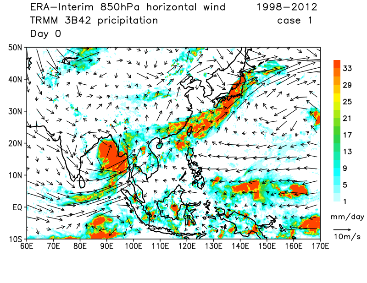 ERA-Interim 850hPa horizontal wind 1998-2012
TRMM 3B42 precipitation case 1
Day 0
50N
40N
30N
20N
10N
EQ
10S
60E 70E 80E 90E 100E 110E 120E 130E 140E 150E 160E 170E
33
29
25
21
17
13
9
5
1
mm/day
10m/s